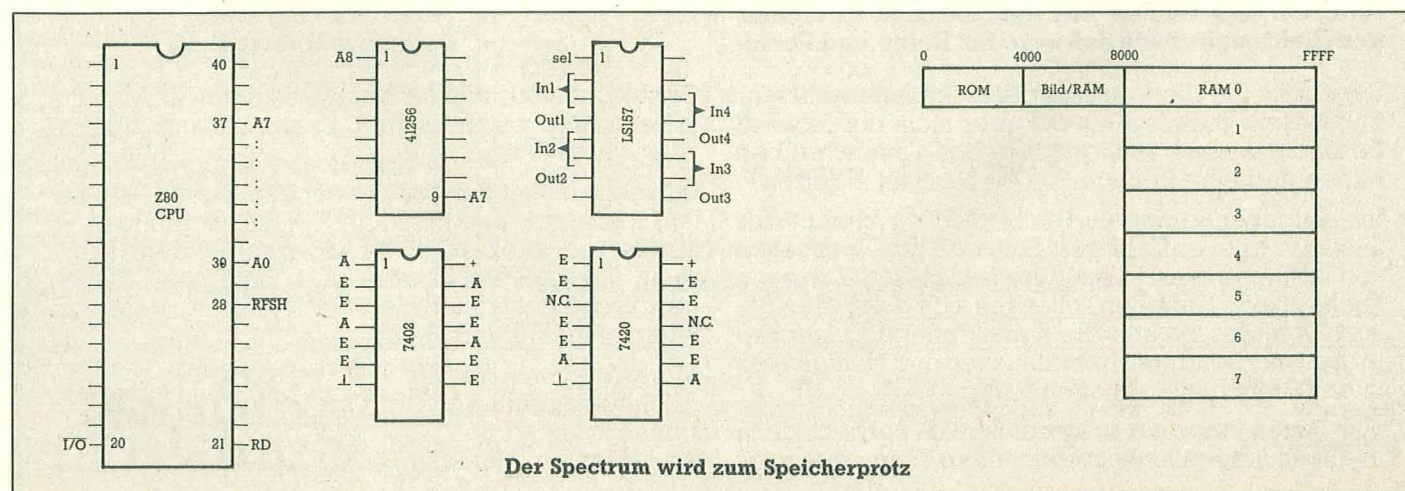 1
40
37
A7
Z80
CPU
39
A0
28
RFSH
I/O
20
21
RD
A8
1
41256
9
A7
sel
1
In1
Out1
In2
Out2
LS157
In4
Out4
In3
Out3
A
E
E
A
E
E
⊥
1
7402
A
E
E
A
E
E
E
E
N.C.
E
E
A
⊥
1
7420
+
E
E
N.C.
E
E
A
0 4000 8000 FFFF
ROM Bild/RAM RAM 0
1
2
3
4
5
6
7
Der Spectrum wird zum Speicherprotz